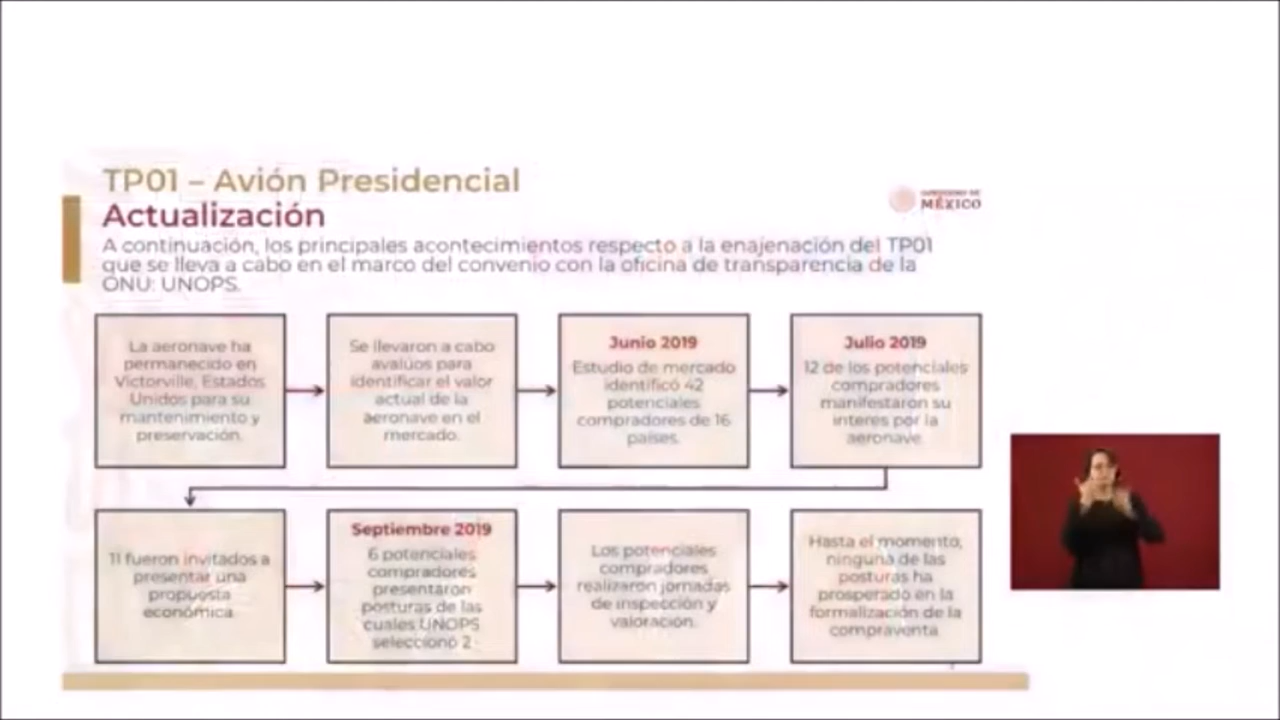 TP01 – Avión Presidencial
Actualización
GOBIERNO DE
MÉXICO
A continuación, los principales acontecimientos respecto a la enajenación del TP01
que se lleva a cabo en el marco del convenio con la oficina de transparencia de la
ONU: UNOPS.
La aeronave ha
permanecido en
Victorville, Estados
Unidos para su
mantenimiento y
preservación.
Se llevaron a cabo
avalúos para
identificar el valor
actual de la
aeronave en el
mercado.
Junio 2019
Estudio de mercado
identificó 42
potenciales
compradores de 16
países.
Julio 2019
12 de los potenciales
compradores
manifestaron su
interés por la
aeronave
11 fueron invitados a
presentar una
propuesta
económica
Septiembre 2019
6 potenciales
compradores
presentaron
posturas de las
cuales UNOPS
seleccionó 2
Los potenciales
compradores
realizaron jornadas
de inspección y
valoración.
Hasta el momento,
ninguna de las
posturas ha
prosperado en la
formalización de la
compraventa